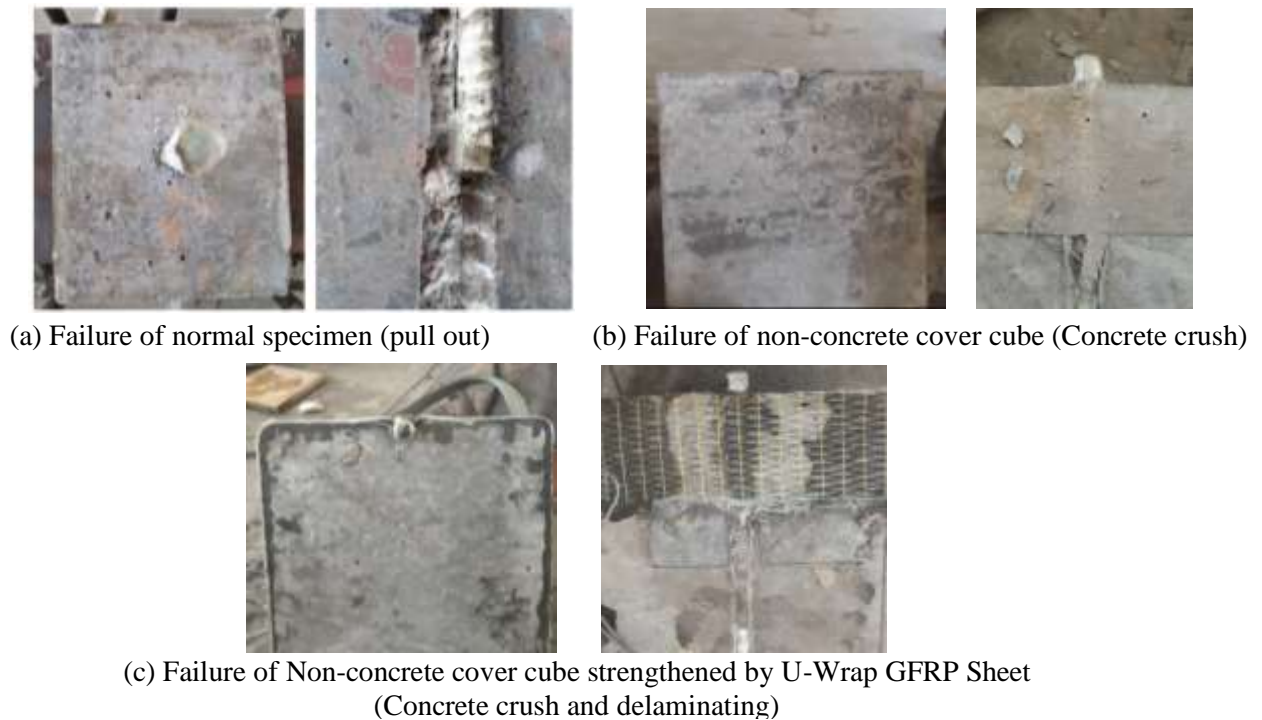 (a) Failure of normal specimen (pull out)
(b) Failure of non-concrete cover cube (Concrete crush)
(c) Failure of Non-concrete cover cube strengthened by U-Wrap GFRP Sheet
(Concrete crush and delaminating)